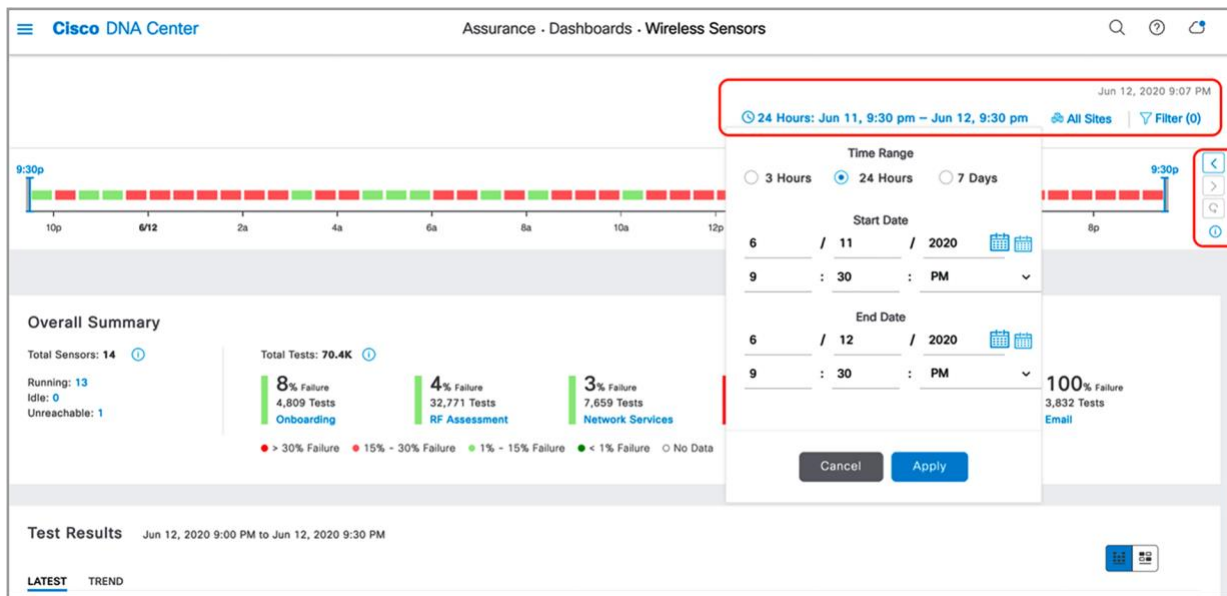 Cisco DNA Center
Assurance · Dashboards · Wireless Sensors
Jun 12, 2020 9:07 PM
24 Hours: Jun 11, 9:30 pm – Jun 12, 9:30 pm All Sites Filter (0)
Time Range
3 Hours 24 Hours 7 Days
Start Date
6 / 11 / 2020
9 : 30 : PM
End Date
6 / 12 / 2020
9 : 30 : PM
Cancel Apply
9:30p 9:30p
10p 6/12 2a 4a 6a 8a 10a 12p 8p
Overall Summary
Total Sensors: 14
Running: 13
Idle: 0
Unreachable: 1
Total Tests: 70.4K
8% Failure
4,809 Tests
Onboarding
4% Failure
32,771 Tests
RF Assessment
3% Failure
7,659 Tests
Network Services
100% Failure
3,832 Tests
Email
> 30% Failure 15% - 30% Failure 1% - 15% Failure < 1% Failure No Data
Test Results Jun 12, 2020 9:00 PM to Jun 12, 2020 9:30 PM
LATEST TREND